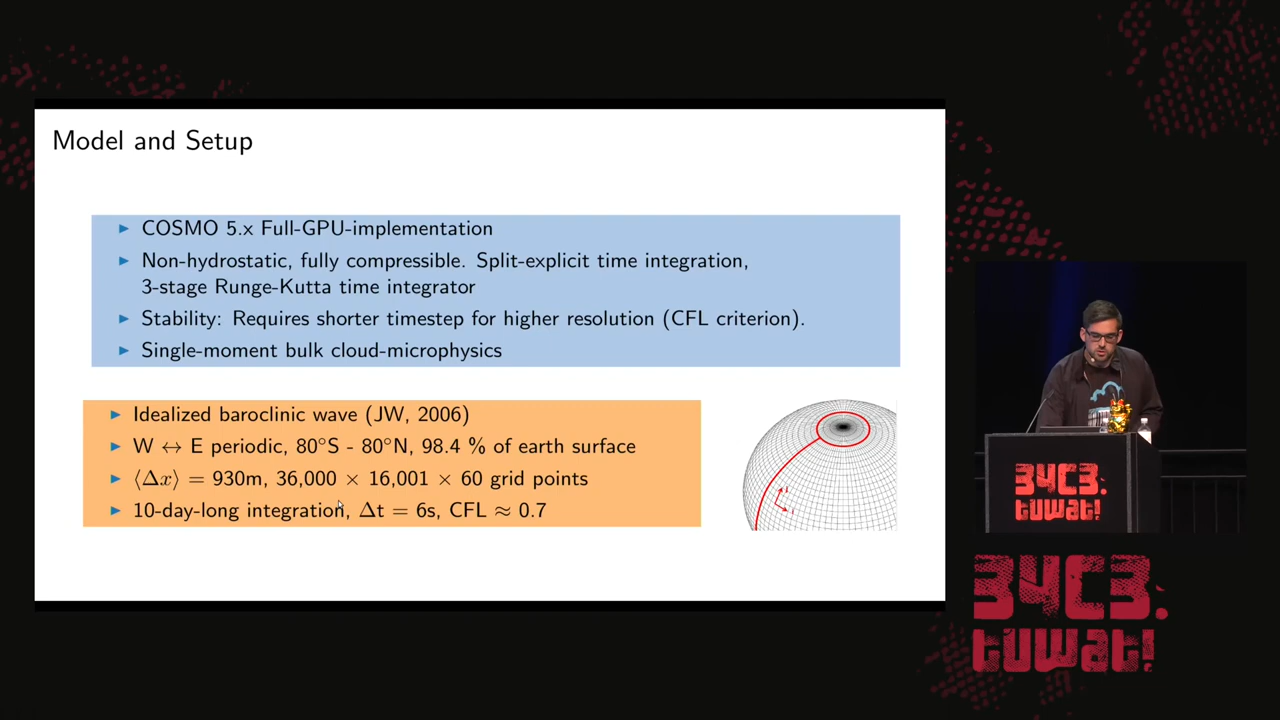 Model and Setup
▶ COSMO 5.x Full-GPU-implementation
▶ Non-hydrostatic, fully compressible. Split-explicit time integration,
3-stage Runge-Kutta time integrator
▶ Stability: Requires shorter timestep for higher resolution (CFL criterion).
▶ Single-moment bulk cloud-microphysics
▶ Idealized baroclinic wave (JW, 2006)
▶ W ↔ E periodic, 80°S - 80°N, 98.4 % of earth surface
▶ ⟨Δx⟩ = 930m, 36,000 × 16,001 × 60 grid points
▶ 10-day-long integration, Δt = 6s, CFL ≈ 0.7
34C3.
tuwat!
34C3.
tuwat!